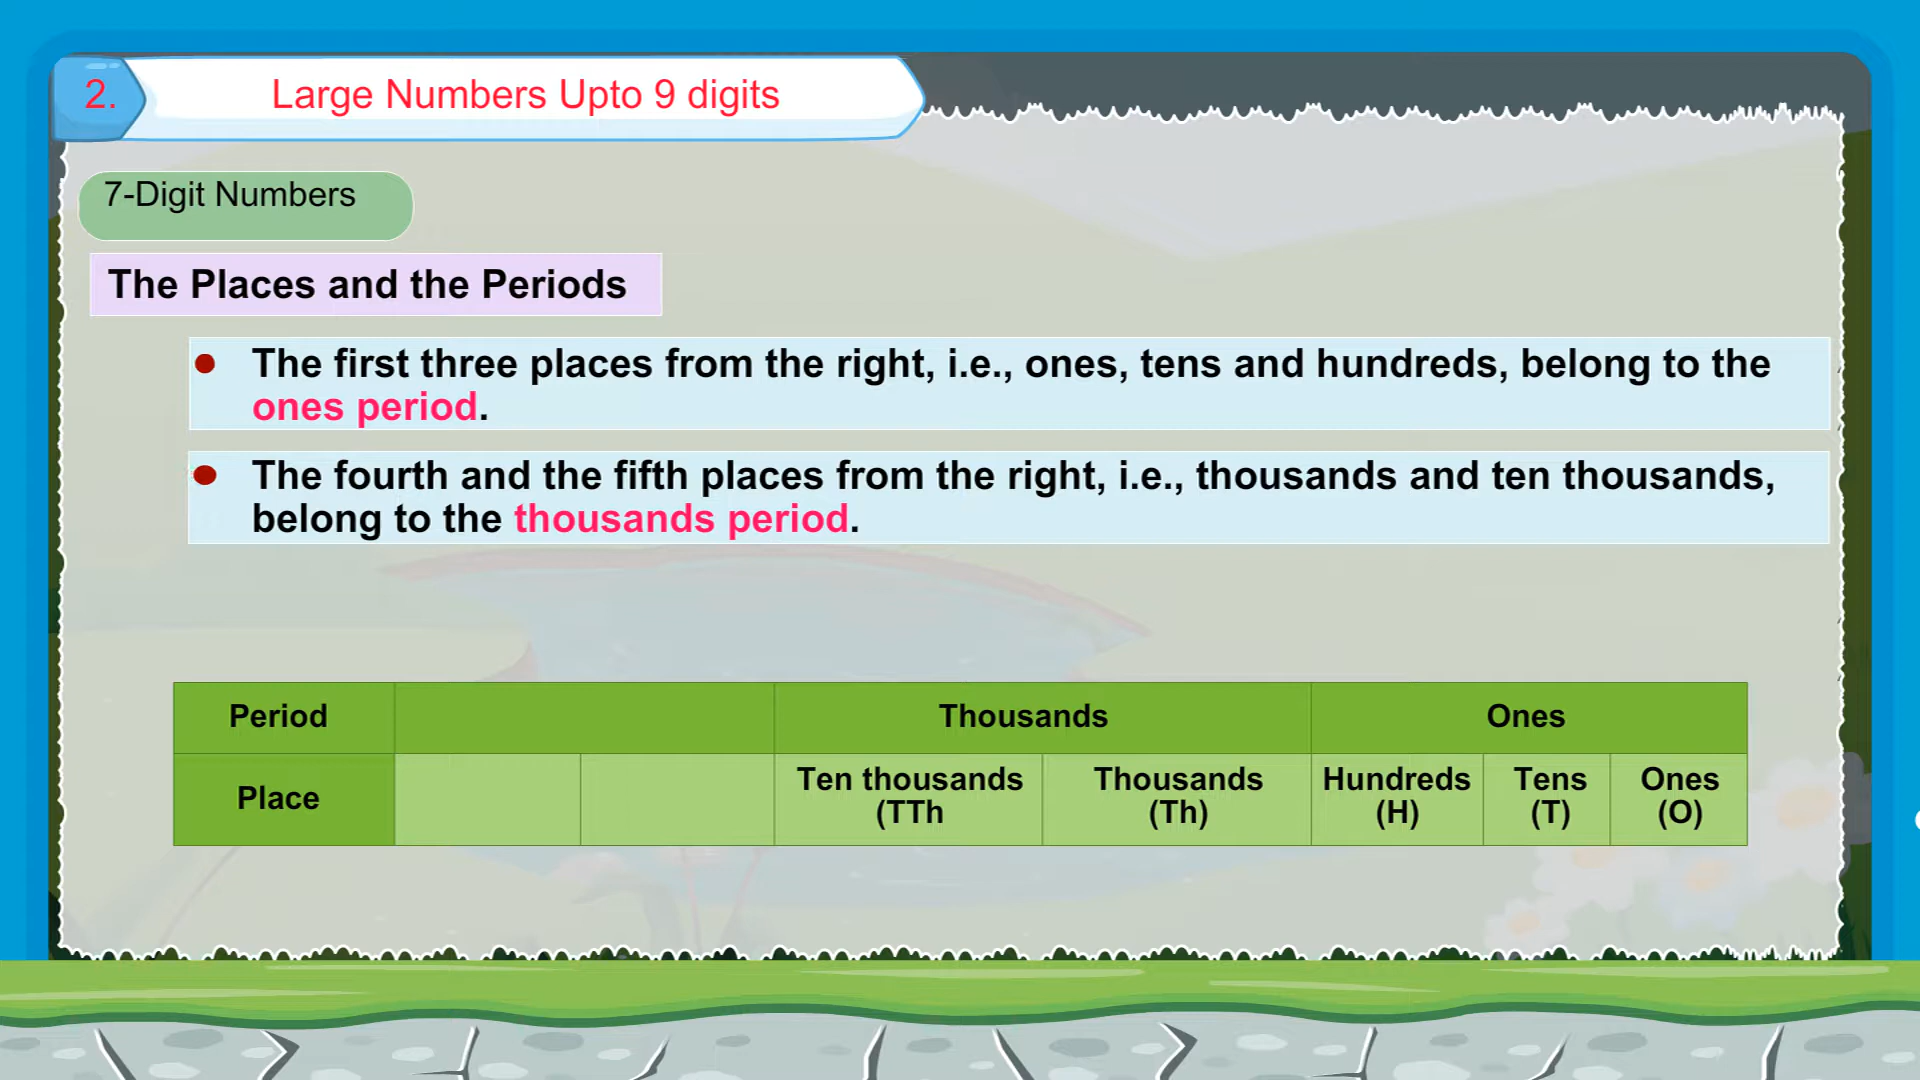 2.
Large Numbers Upto 9 digits
7-Digit Numbers
The Places and the Periods
The first three places from the right, i.e., ones, tens and hundreds, belong to the
ones period.
The fourth and the fifth places from the right, i.e., thousands and ten thousands,
belong to the thousands period.
Period Thousands Ones
Place Ten thousands Thousands Hundreds Tens Ones
(TTh (Th) (H) (T) (O)